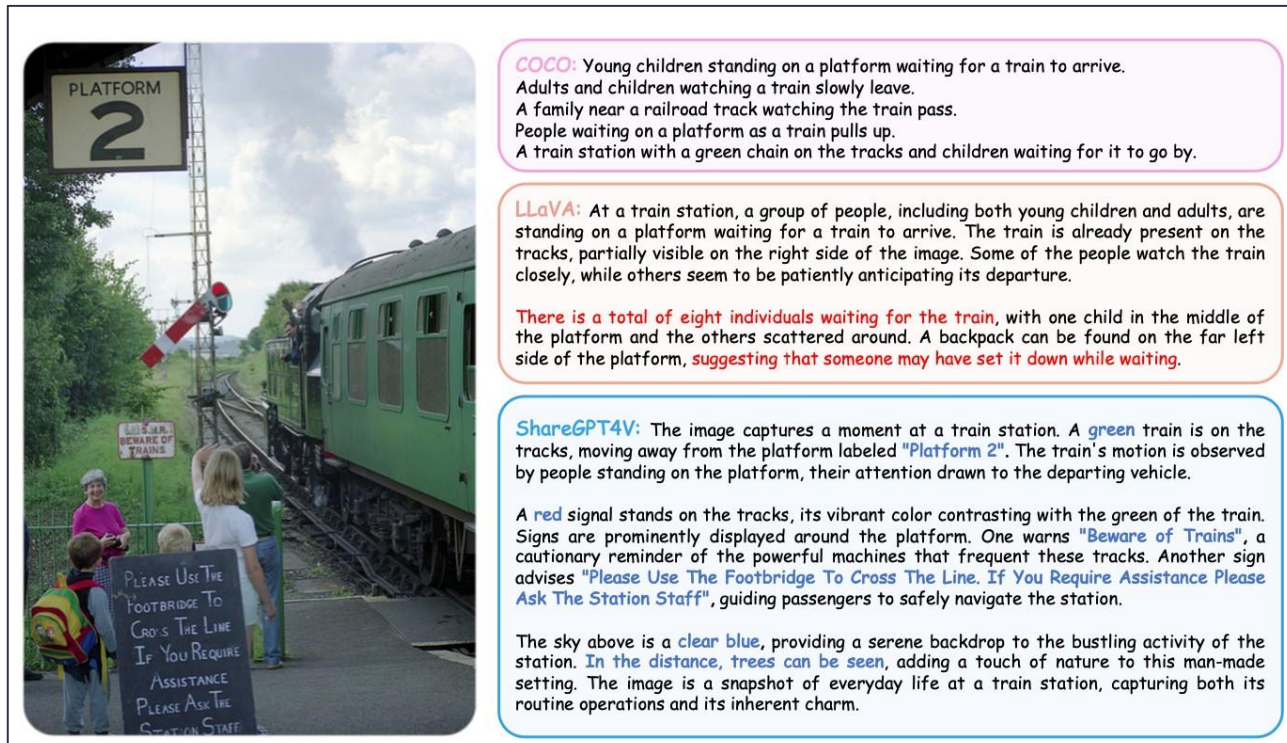 PLATFORM
2
BEWARE OF
TRAINS
PLEASE USE THE
FOOTBRIDGE TO
CROSS THE LINE
IF YOU REQUIRE
ASSISTANCE
PLEASE ASK THE
STATION STAFF
COCO: Young children standing on a platform waiting for a train to arrive.
Adults and children watching a train slowly leave.
A family near a railroad track watching the train pass.
People waiting on a platform as a train pulls up.
A train station with a green chain on the tracks and children waiting for it to go by.
LLaVA: At a train station, a group of people, including both young children and adults, are
standing on a platform waiting for a train to arrive. The train is already present on the
tracks, partially visible on the right side of the image. Some of the people watch the train
closely, while others seem to be patiently anticipating its departure.
There is a total of eight individuals waiting for the train, with one child in the middle of
the platform and the others scattered around. A backpack can be found on the far left
side of the platform, suggesting that someone may have set it down while waiting.
ShareGPT4V: The image captures a moment at a train station. A green train is on the
tracks, moving away from the platform labeled "Platform 2". The train's motion is observed
by people standing on the platform, their attention drawn to the departing vehicle.
A red signal stands on the tracks, its vibrant color contrasting with the green of the train.
Signs are prominently displayed around the platform. One warns "Beware of Trains", a
cautionary reminder of the powerful machines that frequent these tracks. Another sign
advises "Please Use The Footbridge To Cross The Line. If You Require Assistance Please
Ask The Station Staff", guiding passengers to safely navigate the station.
The sky above is a clear blue, providing a serene backdrop to the bustling activity of the
station. In the distance, trees can be seen, adding a touch of nature to this man-made
setting. The image is a snapshot of everyday life at a train station, capturing both its
routine operations and its inherent charm.